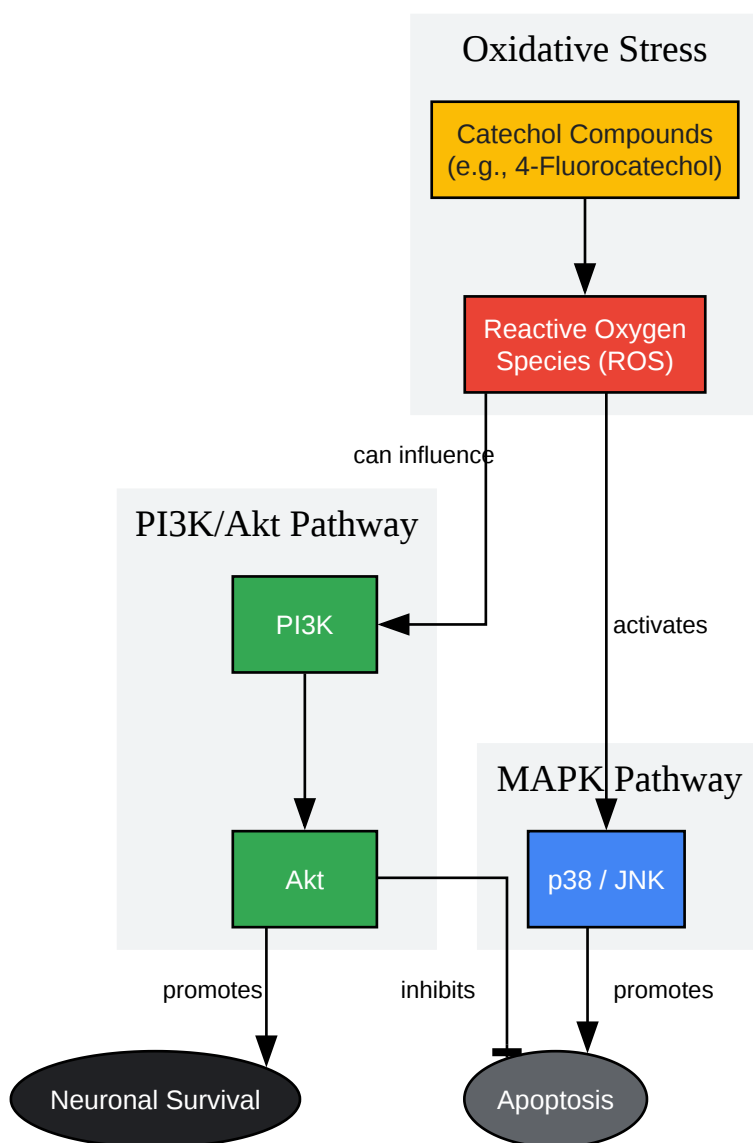 Oxidative Stress
Catechol Compounds
(e.g., 4-Fluorocatechol)
Reactive Oxygen
Species (ROS)
can influence
PI3K/Akt Pathway
PI3K
activates
MAPK Pathway
Akt
p38 / JNK
promotes
inhibits
promotes
Neuronal Survival
Apoptosis